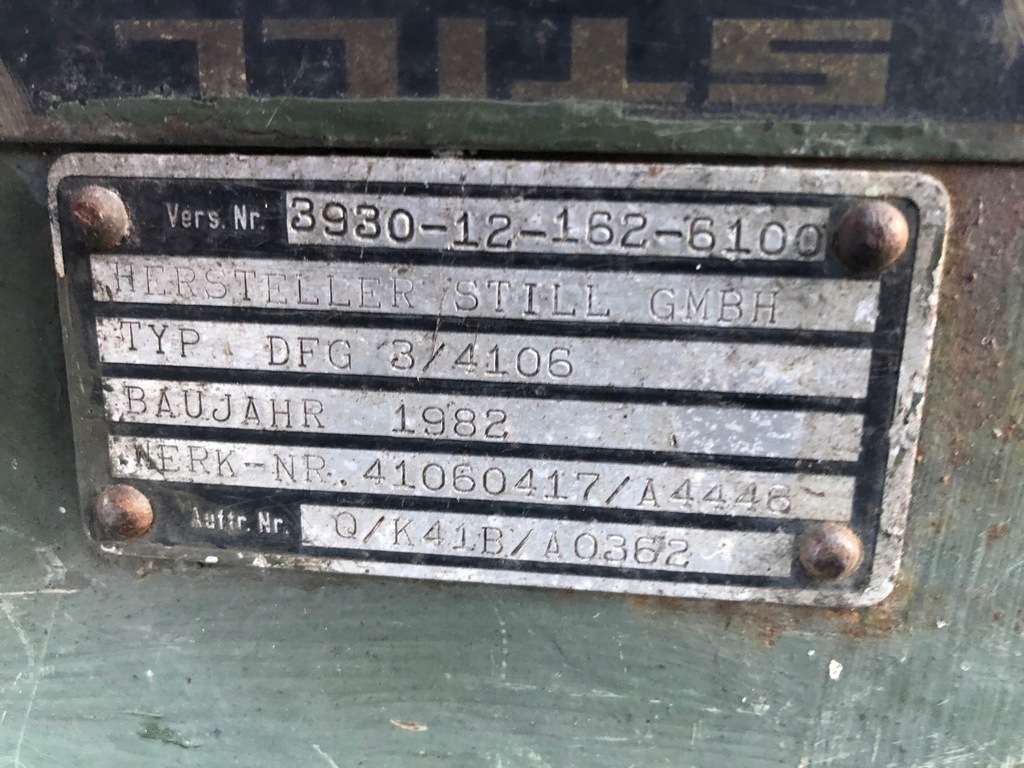 STILL
Vers. Nr. 3930-12-162-6100
HERSTELLER STILL GMBH
TYP DFG 3/4106
BAUJAHR 1982
WERK-NR. 41060417/A4446
Auftr. Nr. Q/K41B/A0362